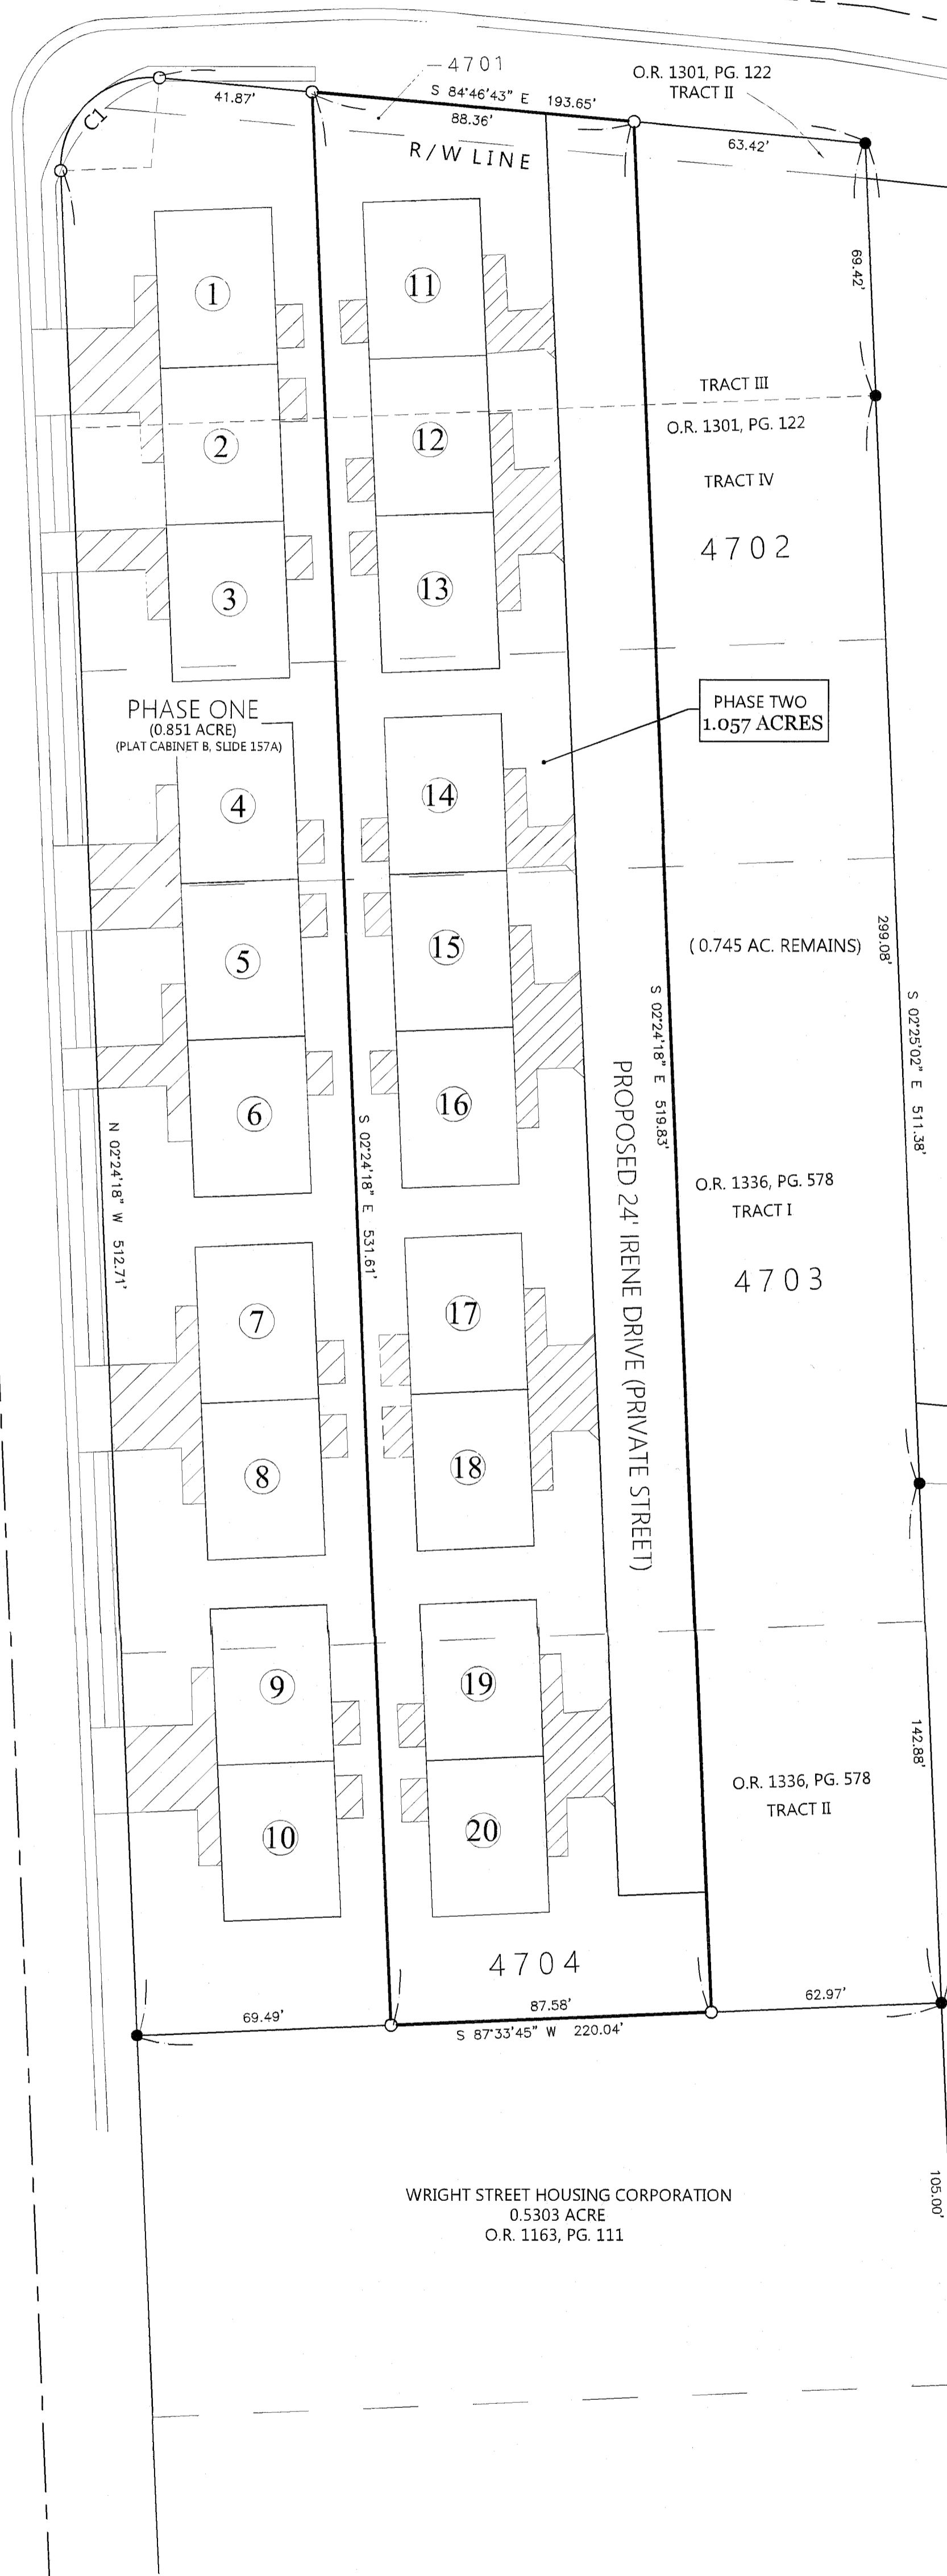 4701
O.R. 1301, PG. 122
TRACT II
41.87'
S 84°46'43" E 193.65'
88.36'
63.42'
C1
R/W LINE
69.42'
1
11
TRACT III
O.R. 1301, PG. 122
2
12
TRACT IV
4702
3
13
PHASE ONE
(0.851 ACRE)
(PLAT CABINET B, SLIDE 157A)
PHASE TWO
1.057 ACRES
4
14
5
15
(0.745 AC. REMAINS)
299.08'
S 02°25'02" E 511.38'
S 02°24'18" E 519.83'
6
16
N 02°24'18" W 512.71'
S 02°24'18" E 531.61'
PROPOSED 24' IRENE DRIVE (PRIVATE STREET)
O.R. 1336, PG. 578
TRACT I
4703
7
17
8
18
9
19
142.88'
O.R. 1336, PG. 578
TRACT II
10
20
4704
69.49'
87.58'
62.97'
S 87°33'45" W 220.04'
105.00'
WRIGHT STREET HOUSING CORPORATION
0.5303 ACRE
O.R. 1163, PG. 111